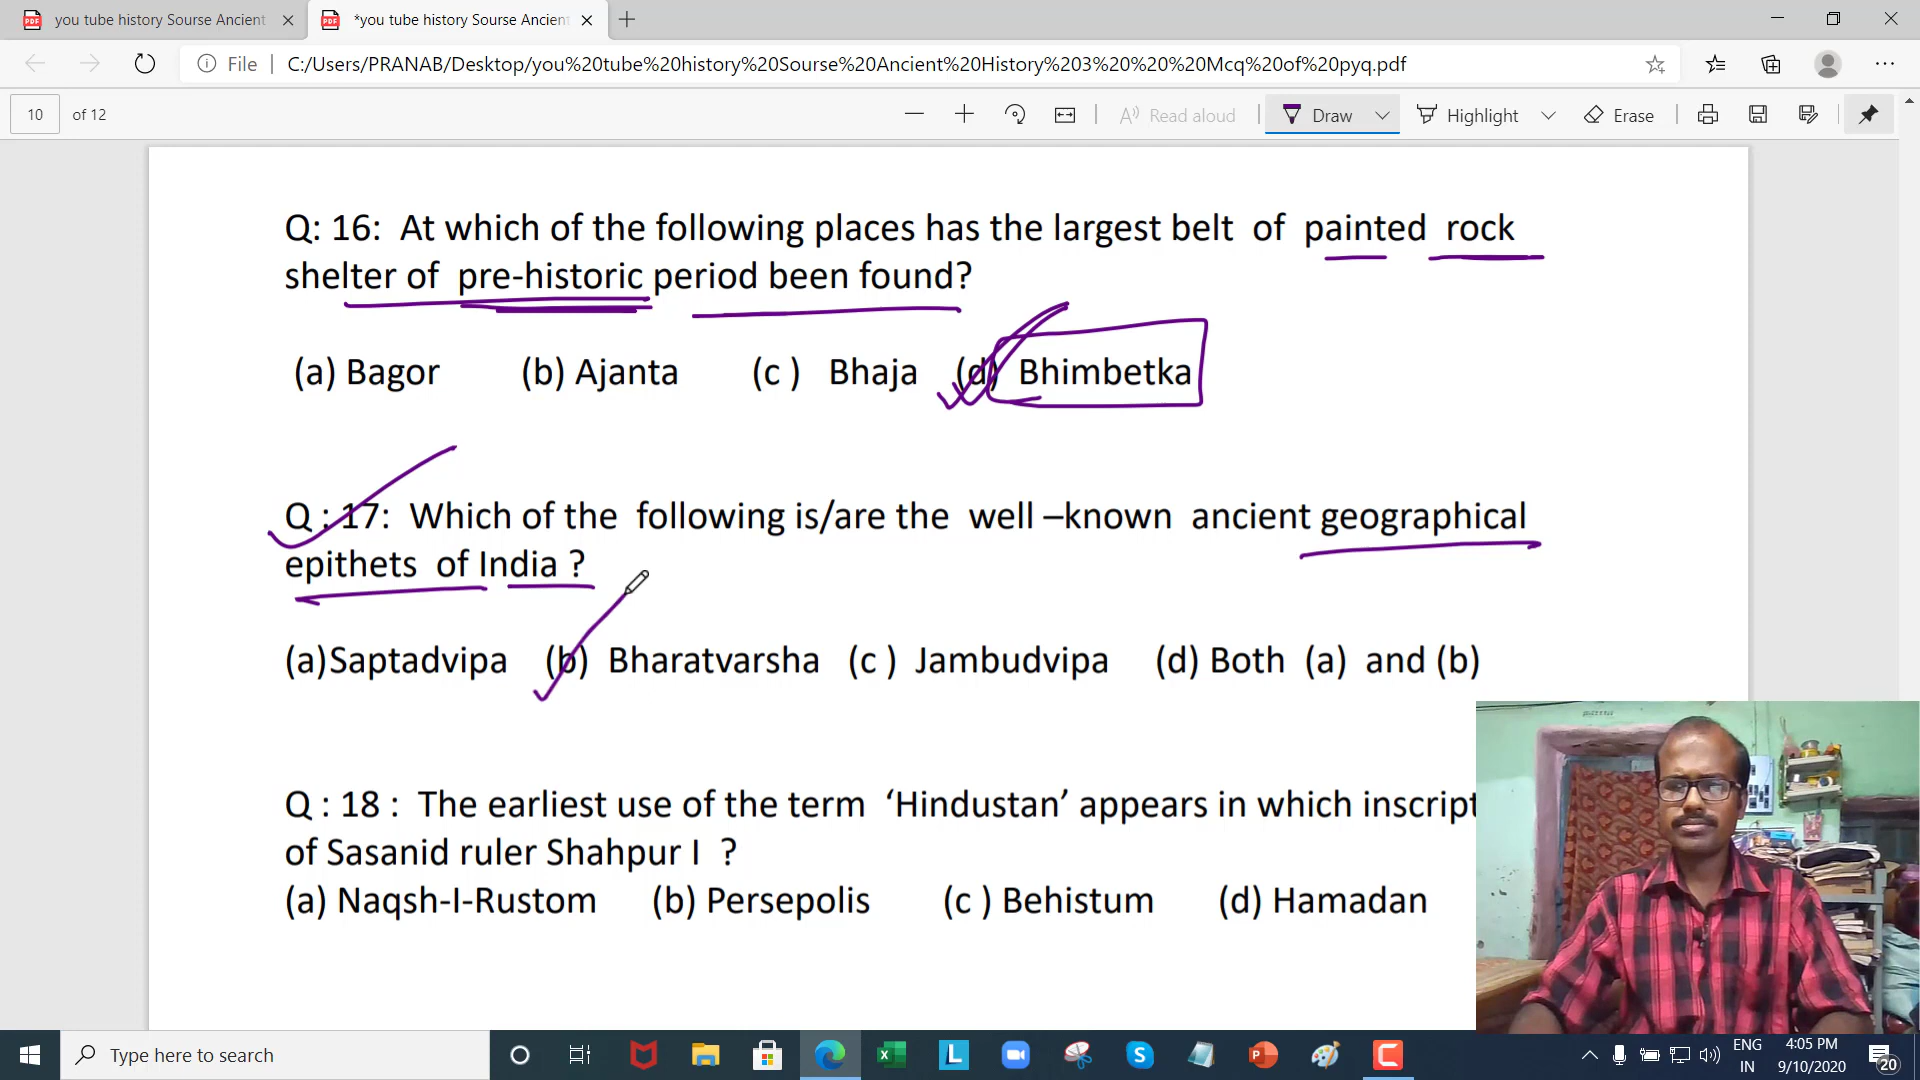 you tube history Sourse Ancient
*you tube history Sourse Ancien
File
C:/Users/PRANAB/Desktop/you%20tube%20history%20Sourse%20Ancient%20History%203%20%20%20Mcq%20of%20pyq.pdf
10 of 12
Read aloud
Draw
Highlight
Erase
Q: 16: At which of the following places has the largest belt of painted rock
shelter of pre-historic period been found?
(a) Bagor (b) Ajanta (c ) Bhaja (d) Bhimbetka
Q : 17: Which of the following is/are the well –known ancient geographical
epithets of India ?
(a)Saptadvipa (b) Bharatvarsha (c ) Jambudvipa (d) Both (a) and (b)
Q : 18 : The earliest use of the term ‘Hindustan’ appears in which inscript
of Sasanid ruler Shahpur I ?
(a) Naqsh-I-Rustom (b) Persepolis (c ) Behistum (d) Hamadan
Type here to search
ENG
IN
4:05 PM
9/10/2020
20